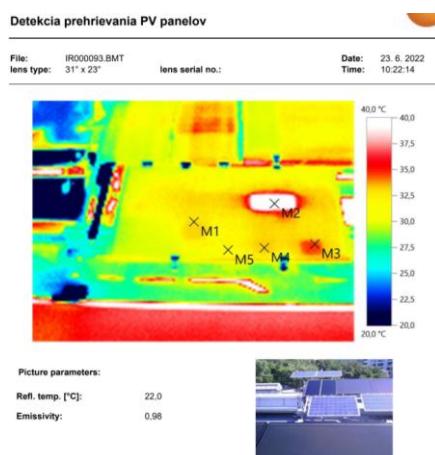 Detekcia prehrievania PV panelov
File: IR000093.BMT Date: 23. 6. 2022
lens type: 31° x 23° lens serial no.: Time: 10:22:14
40,0 °C
40,0
37,5
35,0
32,5
30,0
27,5
25,0
22,5
20,0
20,0 °C
M2
M1
M3
M4
M5
Picture parameters:
Refl. temp. [°C]: 22,0
Emissivity: 0,98